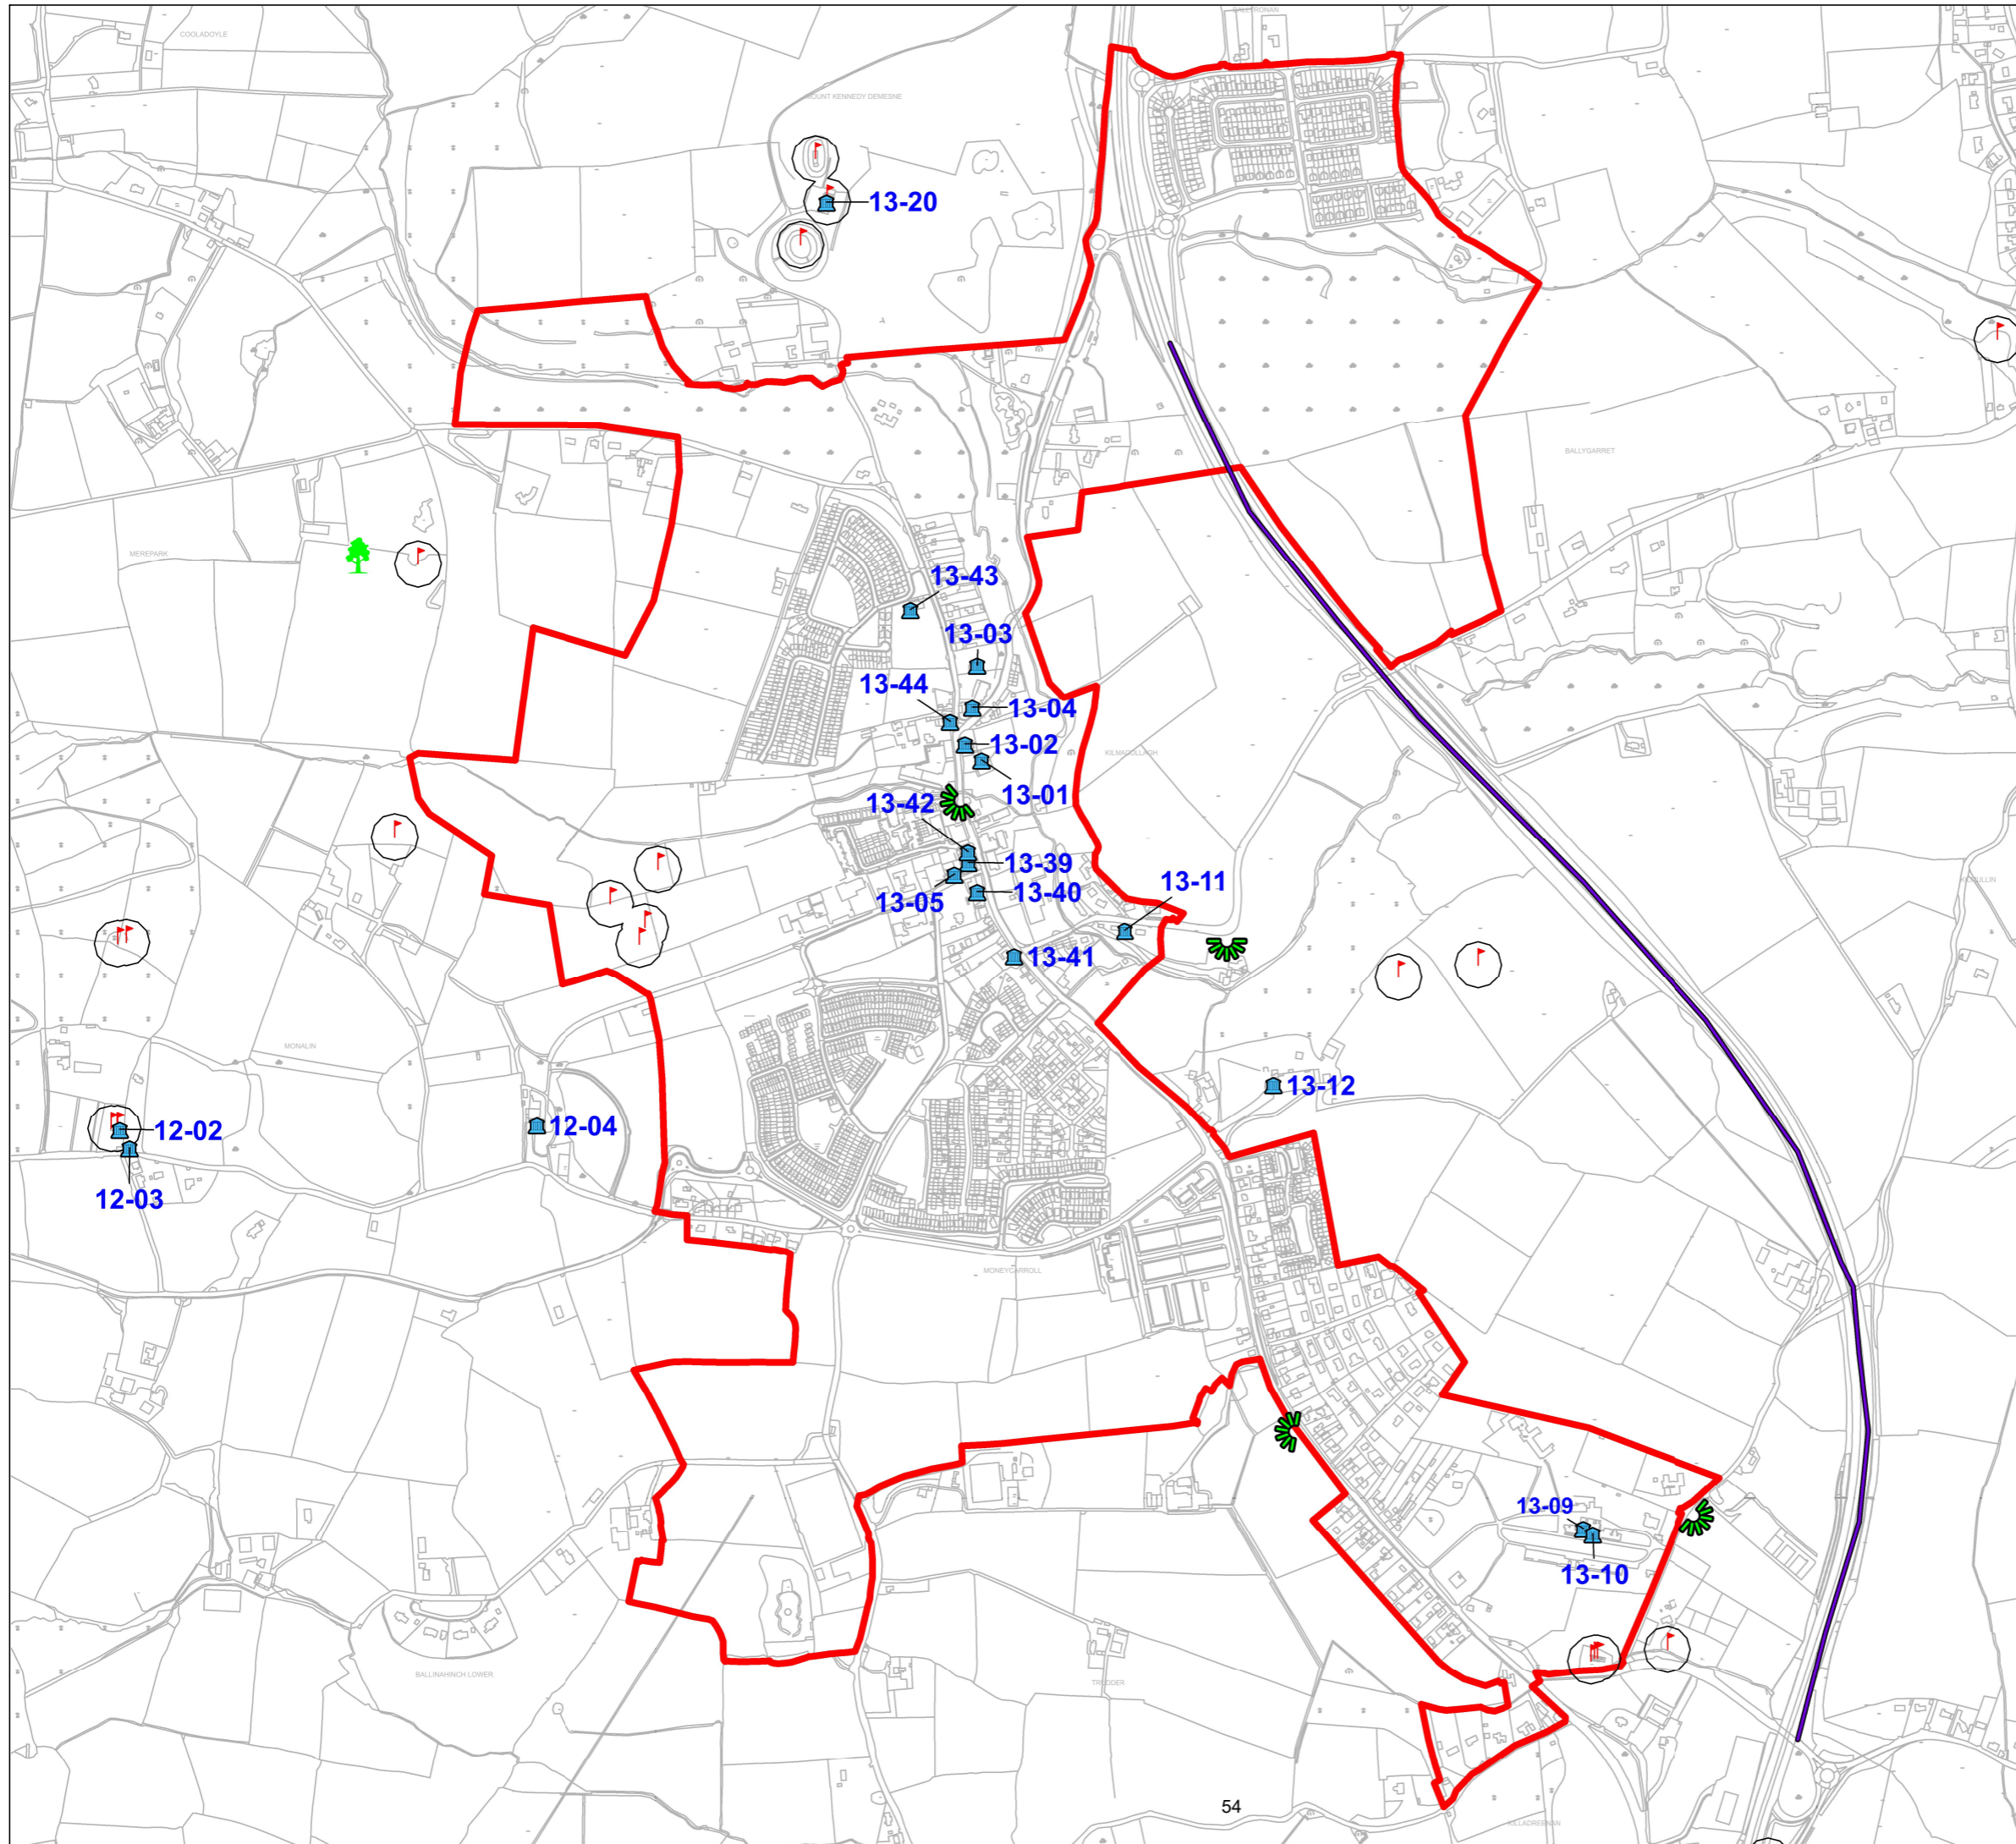 BALLYRONAN
COOLADOYLE
MOUNT KENNEDY DEMESNE
13-20
BALLYGARRET
MEREPARK
13-43
13-03
13-44
13-04
13-02
KILMACULLAGH
13-01
13-42
13-39
13-11
13-05
13-40
13-41
MONALIN
13-12
12-04
12-02
12-03
MONEYCARROLL
13-09
13-10
BALLINAHINCH LOWER
TRUDDER
54
KILLADREENAN